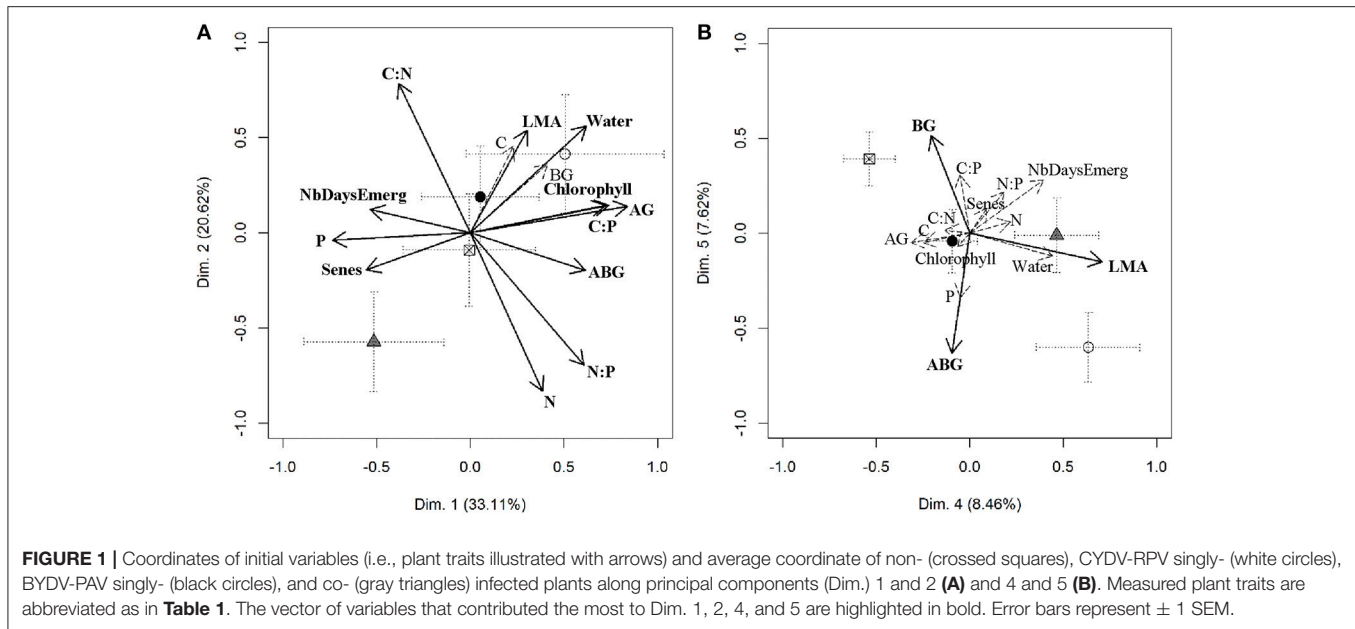 A
1.0
0.5
0.0
-0.5
-1.0
Dim. 2 (20.62%)
C:N
LMA
Water
C
BG
Chlorophyll
AG
C:P
NbDaysEmerg
P
Senes
ABG
N:P
N
-1.0 -0.5 0.0 0.5 1.0
Dim. 1 (33.11%)
B
1.0
0.5
0.0
-0.5
-1.0
Dim. 5 (7.62%)
BG
C:P
NbDaysEmerg
N:P
Senes
C:N
N
C
AG
Chlorophyll
Water
LMA
P
ABG
-1.0 -0.5 0.0 0.5 1.0
Dim. 4 (8.46%)
FIGURE 1 | Coordinates of initial variables (i.e., plant traits illustrated with arrows) and average coordinate of non- (crossed squares), CYDV-RPV singly- (white circles),
BYDV-PAV singly- (black circles), and co- (gray triangles) infected plants along principal components (Dim.) 1 and 2 (A) and 4 and 5 (B). Measured plant traits are
abbreviated as in Table 1. The vector of variables that contributed the most to Dim. 1, 2, 4, and 5 are highlighted in bold. Error bars represent ± 1 SEM.